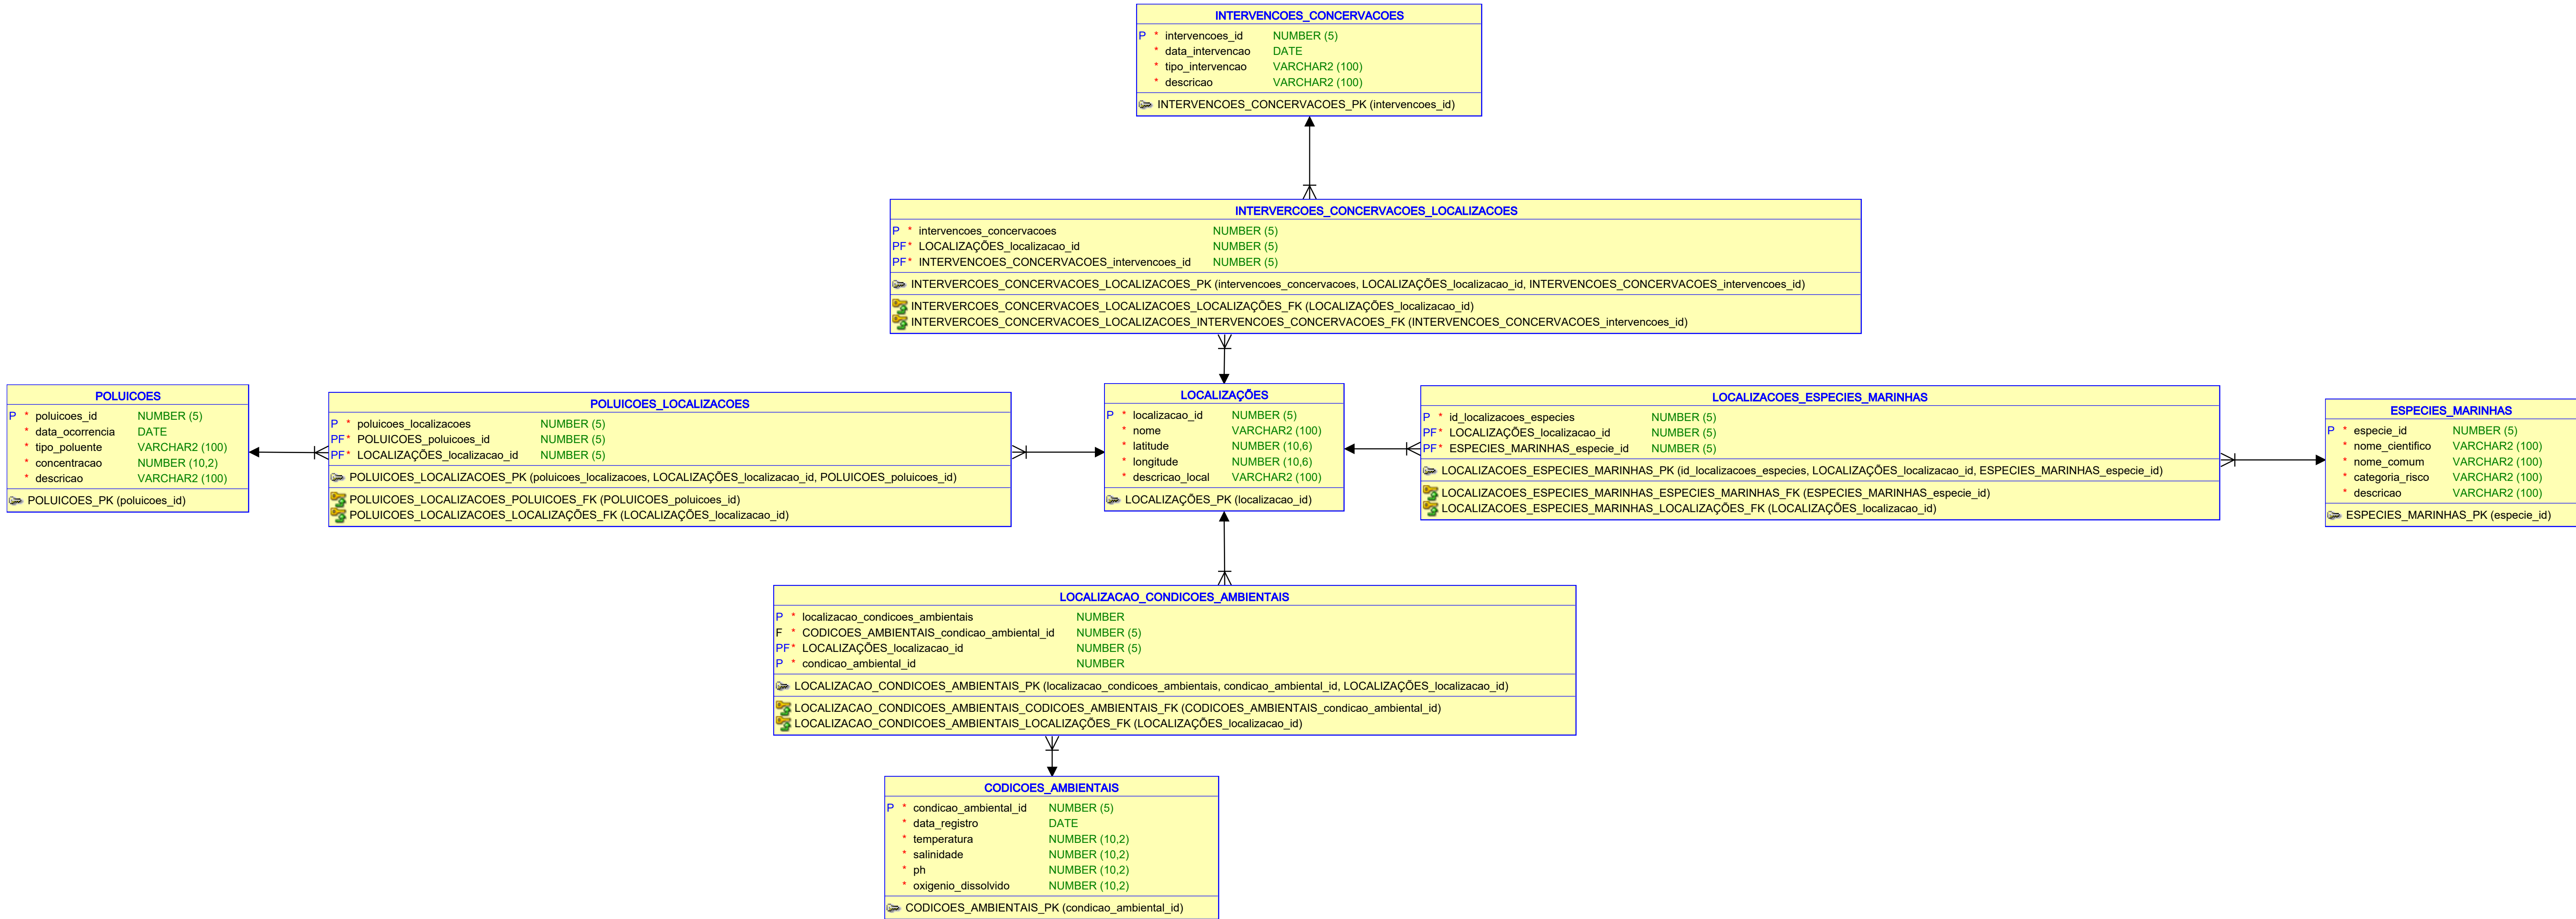 INTERVENCOES_CONCERVACOES
P * intervencoes_id NUMBER (5)
* data_intervencao DATE
* tipo_intervencao VARCHAR2 (100)
* descricao VARCHAR2 (100)
INTERVENCOES_CONCERVACOES_PK (intervencoes_id)
INTERVERCOES_CONCERVACOES_LOCALIZACOES
P * intervencoes_concervacoes NUMBER (5)
PF* LOCALIZAÇÕES_localizacao_id NUMBER (5)
PF* INTERVENCOES_CONCERVACOES_intervencoes_id NUMBER (5)
INTERVERCOES_CONCERVACOES_LOCALIZACOES_PK (intervencoes_concervacoes, LOCALIZAÇÕES_localizacao_id, INTERVENCOES_CONCERVACOES_intervencoes_id)
INTERVERCOES_CONCERVACOES_LOCALIZACOES_LOCALIZAÇÕES_FK (LOCALIZAÇÕES_localizacao_id)
INTERVERCOES_CONCERVACOES_LOCALIZACOES_INTERVENCOES_CONCERVACOES_FK (INTERVENCOES_CONCERVACOES_intervencoes_id)
POLUICOES
P * poluicoes_id NUMBER (5)
* data_ocorrencia DATE
* tipo_poluente VARCHAR2 (100)
* concentracao NUMBER (10,2)
* descricao VARCHAR2 (100)
POLUICOES_PK (poluicoes_id)
POLUICOES_LOCALIZACOES
P * poluicoes_localizacoes NUMBER (5)
PF* POLUICOES_poluicoes_id NUMBER (5)
PF* LOCALIZAÇÕES_localizacao_id NUMBER (5)
POLUICOES_LOCALIZACOES_PK (poluicoes_localizacoes, LOCALIZAÇÕES_localizacao_id, POLUICOES_poluicoes_id)
POLUICOES_LOCALIZACOES_POLUICOES_FK (POLUICOES_poluicoes_id)
POLUICOES_LOCALIZACOES_LOCALIZAÇÕES_FK (LOCALIZAÇÕES_localizacao_id)
LOCALIZAÇÕES
P * localizacao_id NUMBER (5)
* nome VARCHAR2 (100)
* latitude NUMBER (10,6)
* longitude NUMBER (10,6)
* descricao_local VARCHAR2 (100)
LOCALIZAÇÕES_PK (localizacao_id)
LOCALIZACOES_ESPECIES_MARINHAS
P * id_localizacoes_especies NUMBER (5)
PF* LOCALIZAÇÕES_localizacao_id NUMBER (5)
PF* ESPECIES_MARINHAS_especie_id NUMBER (5)
LOCALIZACOES_ESPECIES_MARINHAS_PK (id_localizacoes_especies, LOCALIZAÇÕES_localizacao_id, ESPECIES_MARINHAS_especie_id)
LOCALIZACOES_ESPECIES_MARINHAS_ESPECIES_MARINHAS_FK (ESPECIES_MARINHAS_especie_id)
LOCALIZACOES_ESPECIES_MARINHAS_LOCALIZAÇÕES_FK (LOCALIZAÇÕES_localizacao_id)
ESPECIES_MARINHAS
P * especie_id NUMBER (5)
* nome_cientifico VARCHAR2 (100)
* nome_comum VARCHAR2 (100)
* categoria_risco VARCHAR2 (100)
* descricao VARCHAR2 (100)
ESPECIES_MARINHAS_PK (especie_id)
LOCALIZACAO_CONDICOES_AMBIENTAIS
P * localizacao_condicoes_ambientais NUMBER
F * CODICOES_AMBIENTAIS_condicao_ambiental_id NUMBER (5)
PF* LOCALIZAÇÕES_localizacao_id NUMBER (5)
P * condicao_ambiental_id NUMBER
LOCALIZACAO_CONDICOES_AMBIENTAIS_PK (localizacao_condicoes_ambientais, condicao_ambiental_id, LOCALIZAÇÕES_localizacao_id)
LOCALIZACAO_CONDICOES_AMBIENTAIS_CODICOES_AMBIENTAIS_FK (CODICOES_AMBIENTAIS_condicao_ambiental_id)
LOCALIZACAO_CONDICOES_AMBIENTAIS_LOCALIZAÇÕES_FK (LOCALIZAÇÕES_localizacao_id)
CODICOES_AMBIENTAIS
P * condicao_ambiental_id NUMBER (5)
* data_registro DATE
* temperatura NUMBER (10,2)
* salinidade NUMBER (10,2)
* ph NUMBER (10,2)
* oxigenio_dissolvido NUMBER (10,2)
CODICOES_AMBIENTAIS_PK (condicao_ambiental_id)